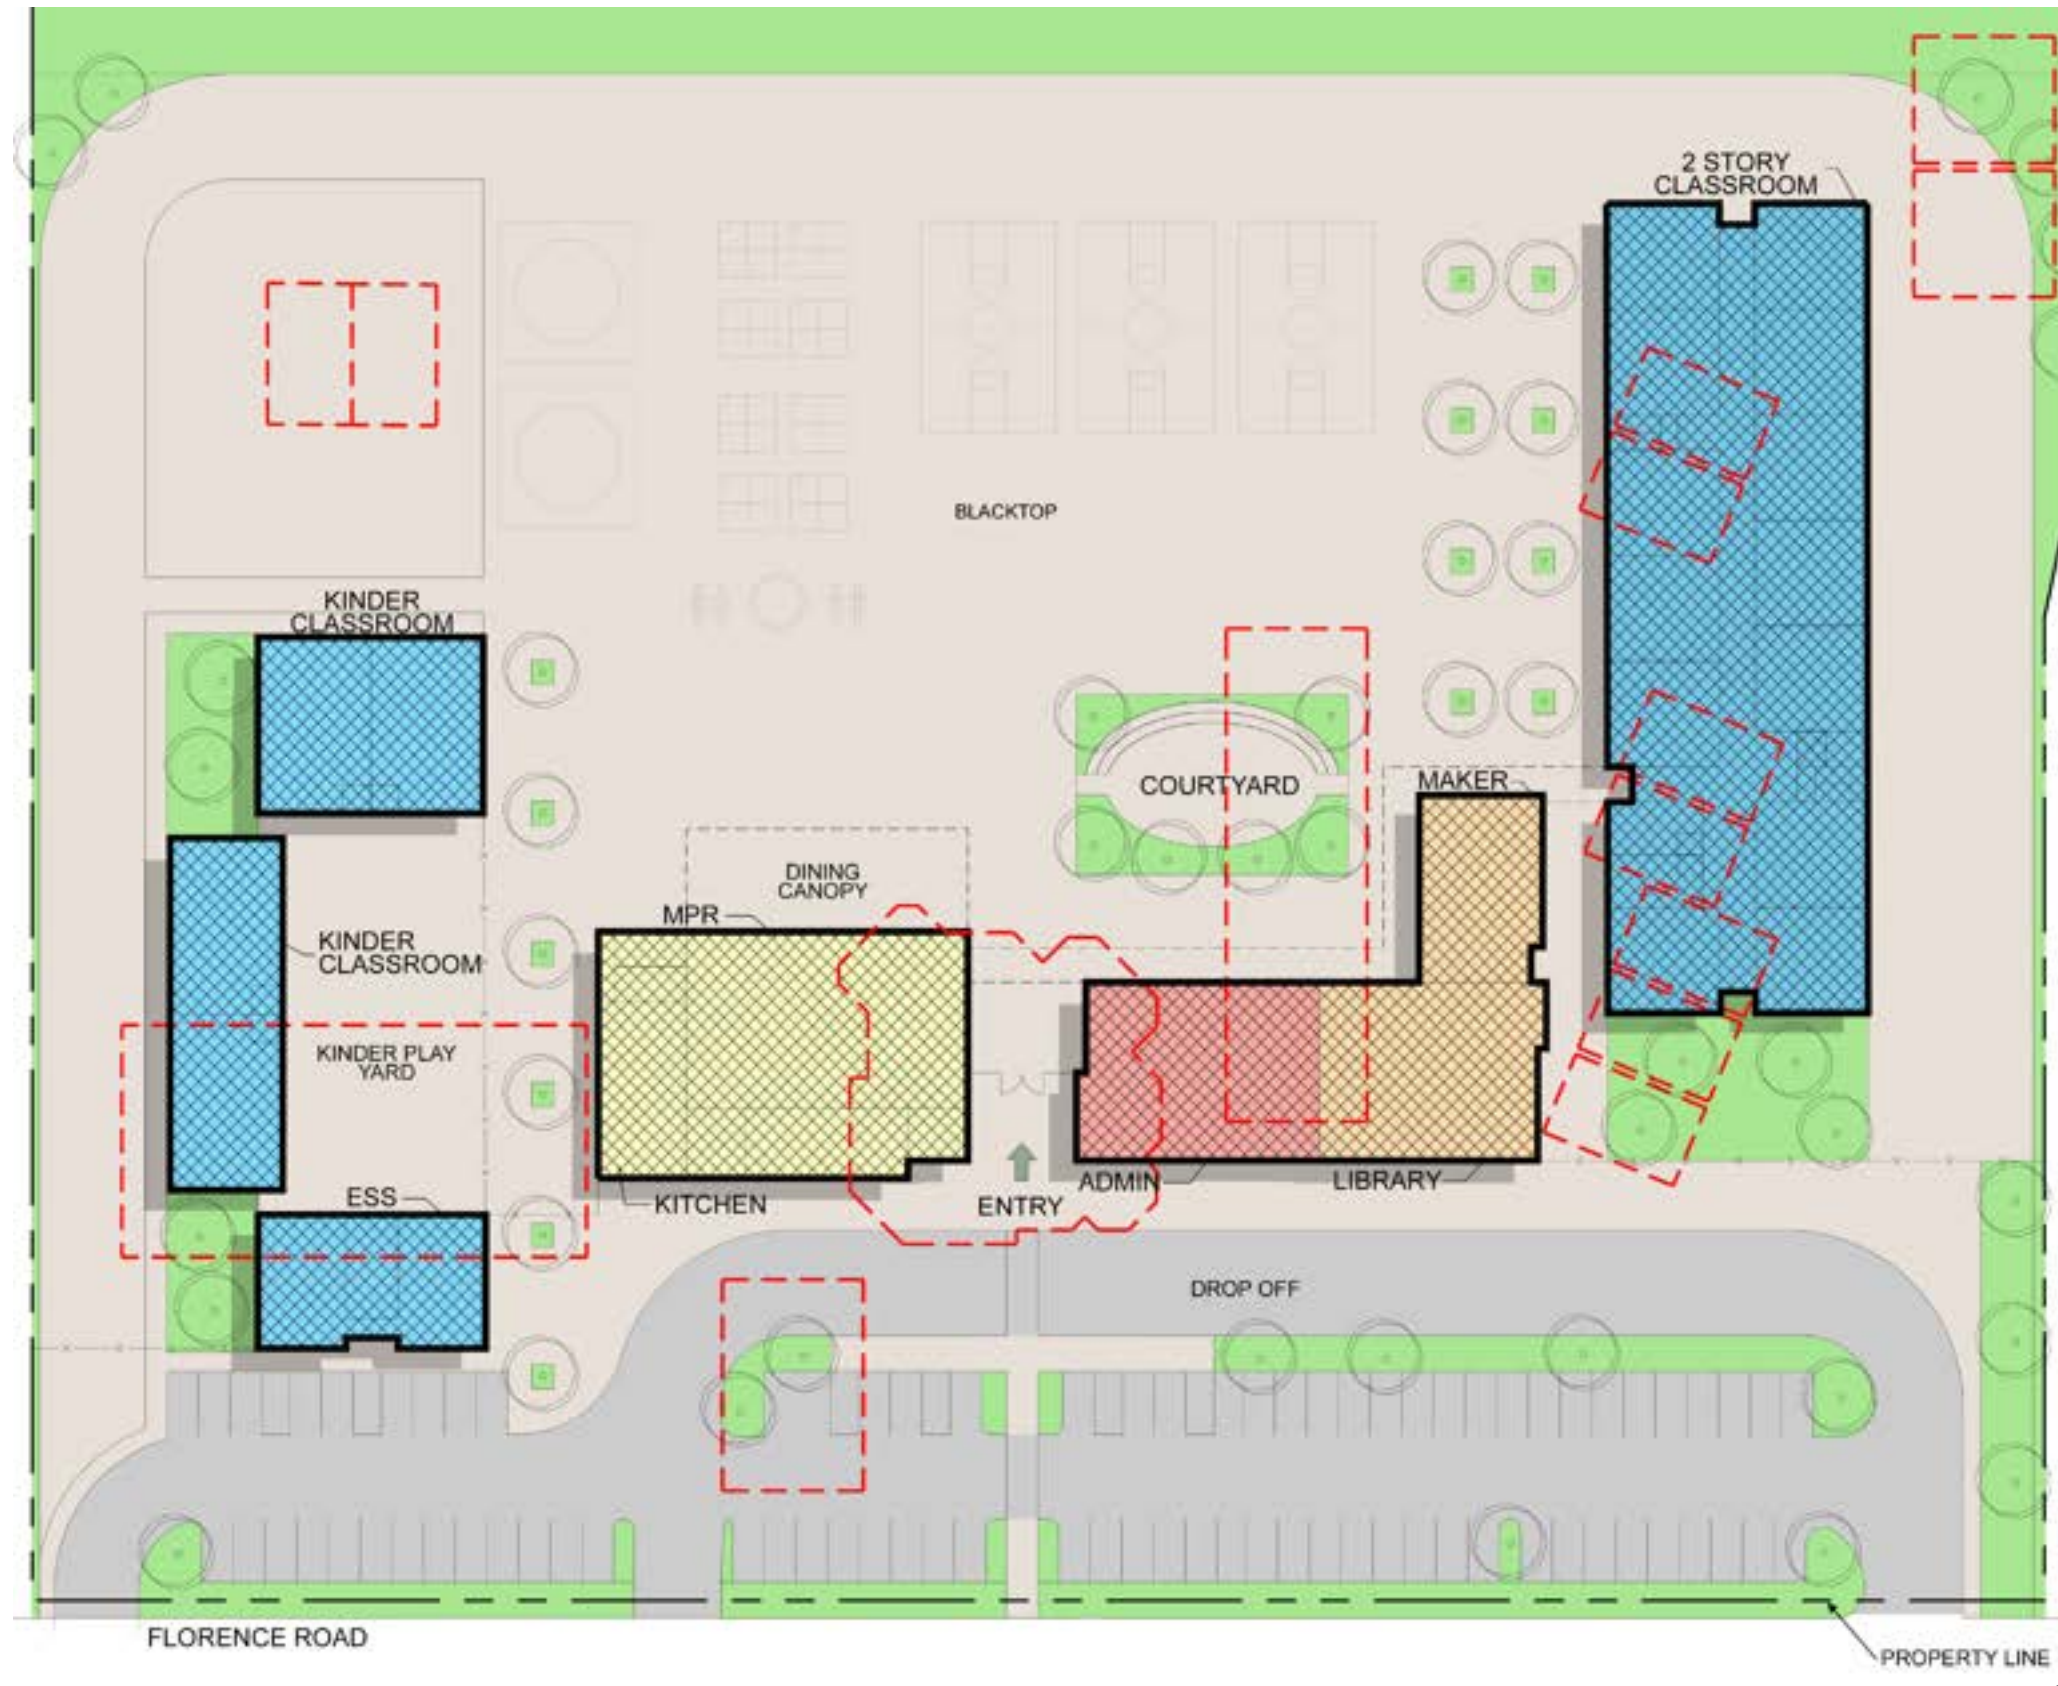 2 STORY
CLASSROOM
BLACKTOP
KINDER
CLASSROOM
COURTYARD
MAKER
DINING
CANOPY
MPR
KINDER
CLASSROOM
KINDER PLAY
YARD
ESS
KITCHEN
ENTRY
ADMIN
LIBRARY
DROP OFF
FLORENCE ROAD
PROPERTY LINE